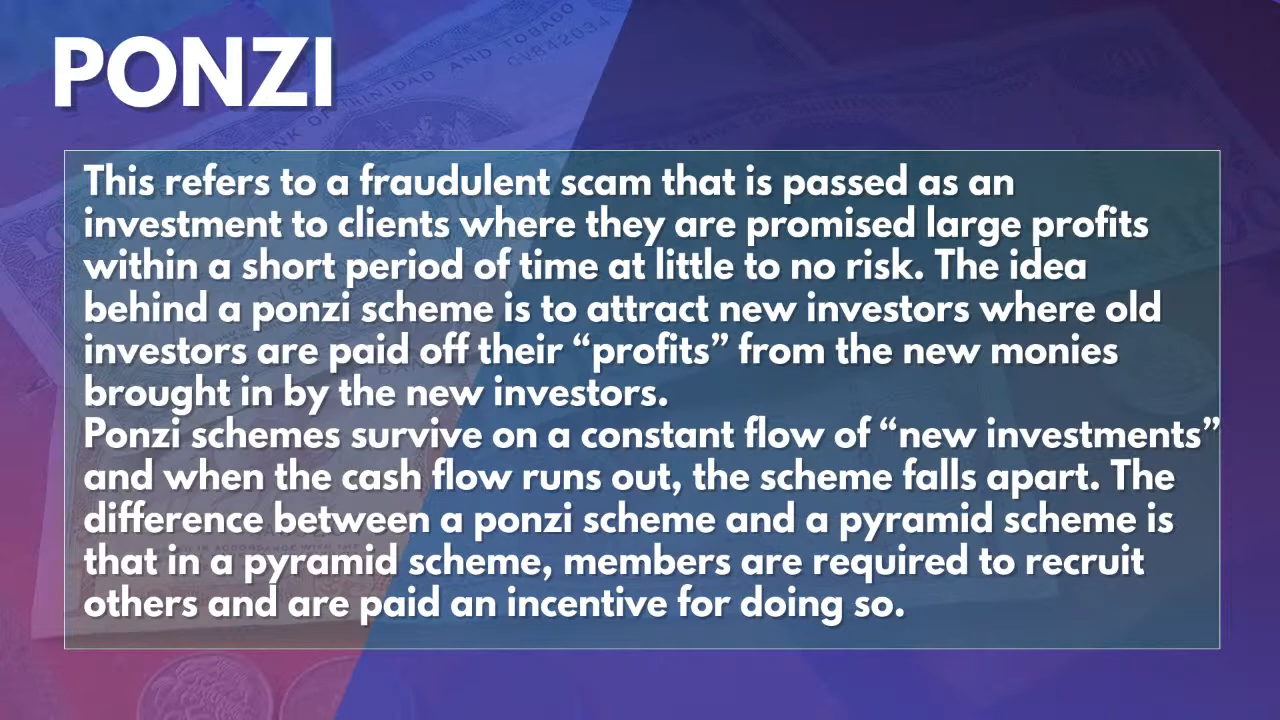 PONZI
This refers to a fraudulent scam that is passed as an
investment to clients where they are promised large profits
within a short period of time at little to no risk. The idea
behind a ponzi scheme is to attract new investors where old
investors are paid off their “profits” from the new monies
brought in by the new investors.
Ponzi schemes survive on a constant flow of “new investments”
and when the cash flow runs out, the scheme falls apart. The
difference between a ponzi scheme and a pyramid scheme is
that in a pyramid scheme, members are required to recruit
others and are paid an incentive for doing so.
TRINIDAD AND TOBAGO